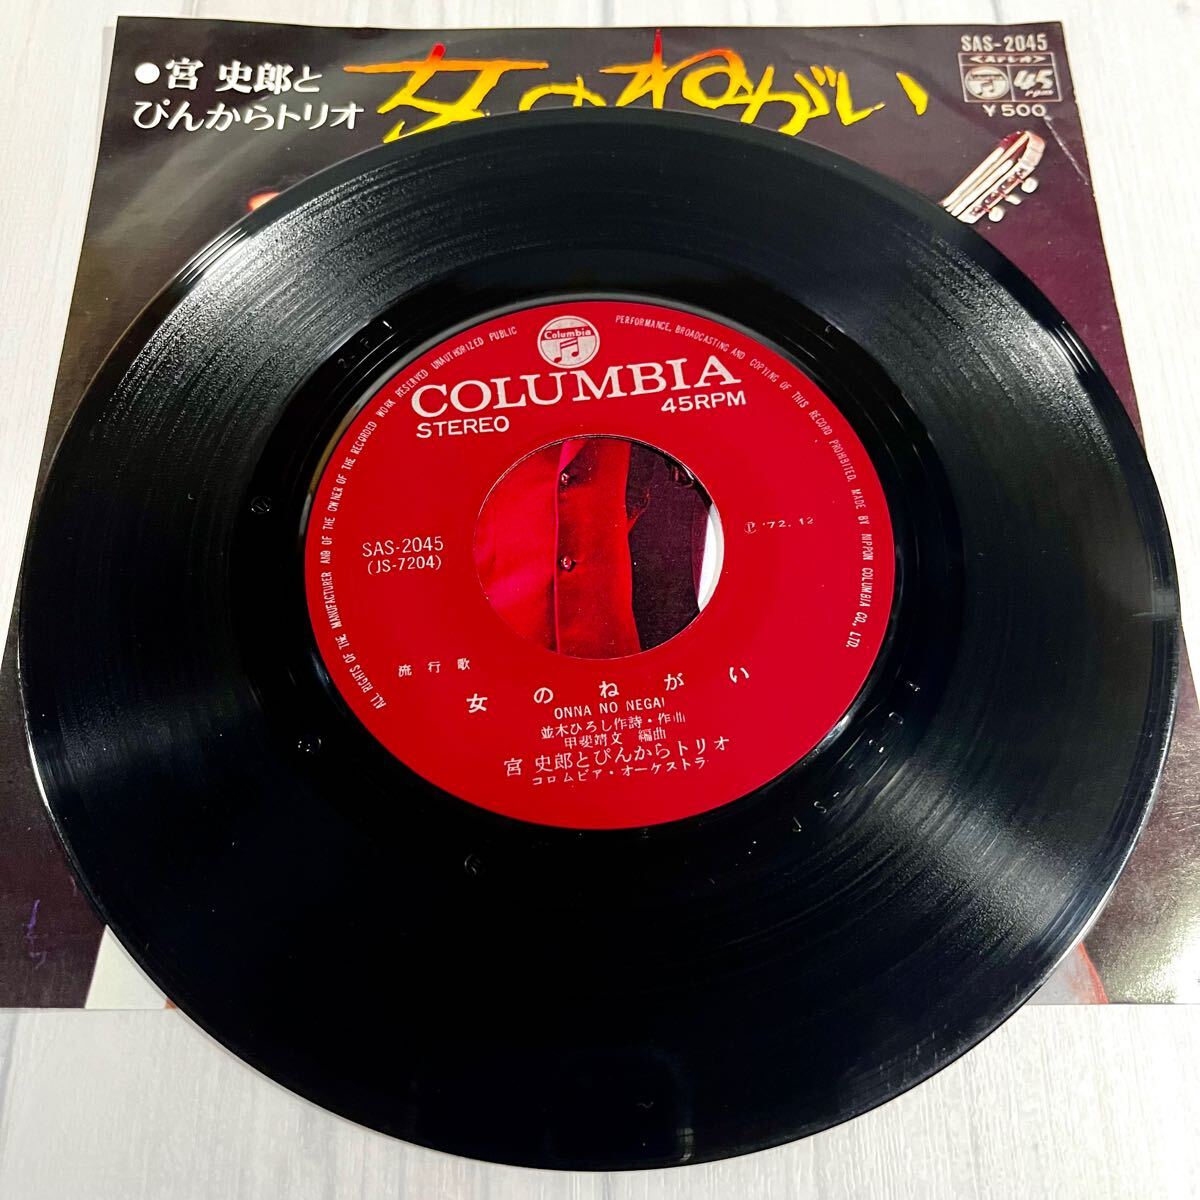 ●宮 史郎と
ぴんからトリオ
女のねがい
SAS-2045
ステレオ
45
rpm
¥500
Columbia
COLUMBIA
STEREO
45RPM
SAS-2045
(JS-7204)
Ⓟ '72. 12
流行歌
女のねがい
ONNA NO NEGAI
並木ひろし作詩・作曲
甲斐靖文 編曲
宮 史郎とぴんからトリオ
コロムビア・オーケストラ
ALL RIGHTS OF THE MANUFACTURER AND OF THE OWNER OF THE RECORDED WORK RESERVED UNAUTHORIZED PUBLIC PERFORMANCE, BROADCASTING AND COPYING OF THIS RECORD PROHIBITED. MADE BY NIPPON COLUMBIA CO., LTD.